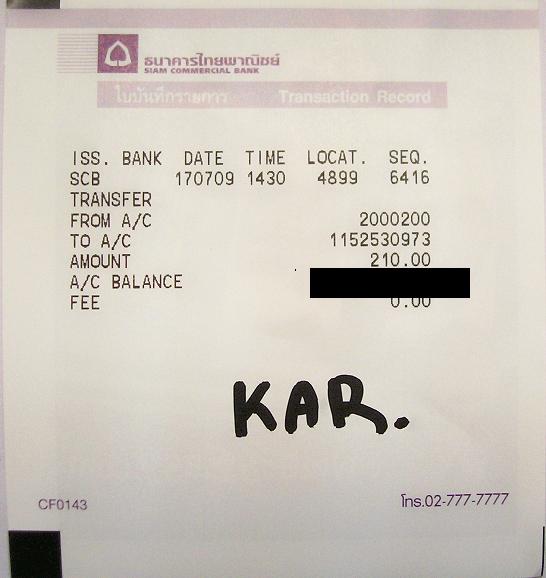 ธนาคารไทยพาณิชย์
SIAM COMMERCIAL BANK
ใบบันทึกรายการ Transaction Record
ISS. BANK DATE TIME LOCAT. SEQ.
SCB 170709 1430 4899 6416
TRANSFER
FROM A/C 2000200
TO A/C 1152530973
AMOUNT 210.00
A/C BALANCE
FEE 0.00
KAR.
CF0143 โทร.02-777-7777